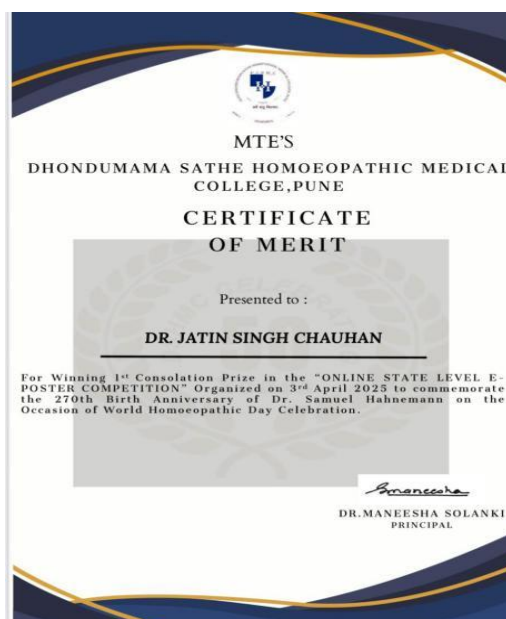 MTE'S
DHONDUMAMA SATHE HOMOEOPATHIC MEDICAL
COLLEGE,PUNE
CERTIFICATE
OF MERIT
Presented to :
DR. JATIN SINGH CHAUHAN
For Winning 1st Consolation Prize in the “ONLINE STATE LEVEL E-
POSTER COMPETITION” Organized on 3rd April 2025 to commemorate
the 270th Birth Anniversary of Dr. Samuel Hahnemann on the
Occasion of World Homoeopathic Day Celebration.
Smaneesha
DR.MANEESHA SOLANKI
PRINCIPAL